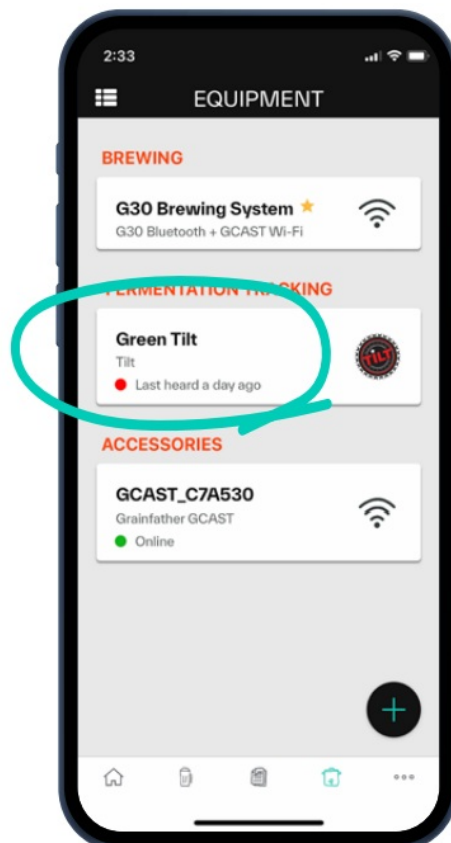 2:33
EQUIPMENT
BREWING
G30 Brewing System
G30 Bluetooth + GCAST Wi-Fi
FERMENTATION TRACKING
Green Tilt
Tilt
Last heard a day ago
TILT
ACCESSORIES
GCAST_C7A530
Grainfather GCAST
Online